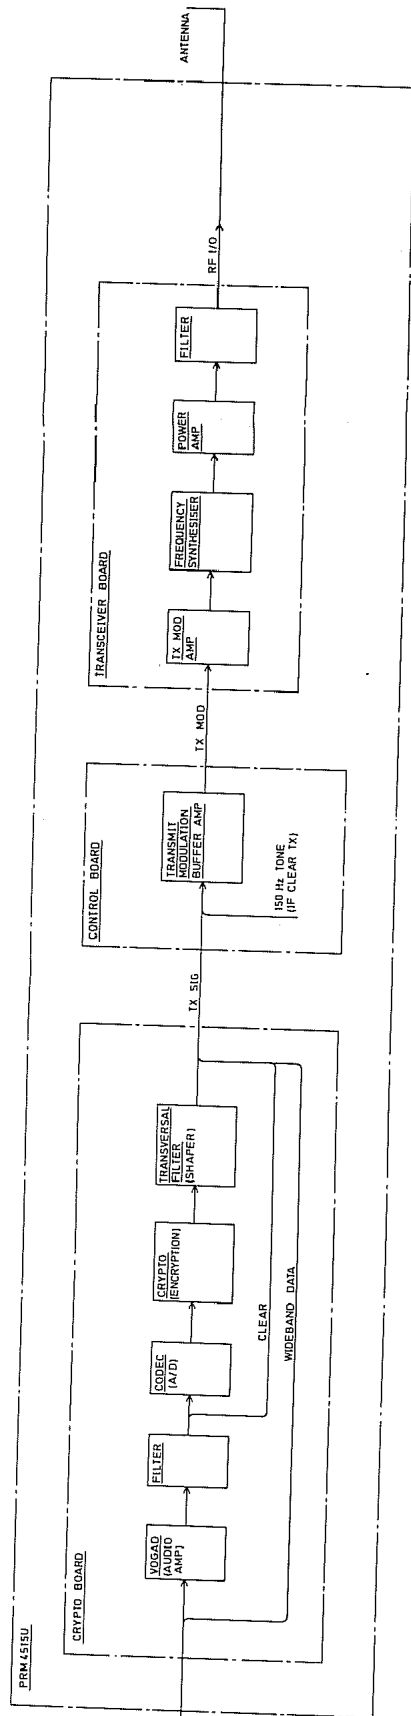 PRM4515U
CRYPTO BOARD
VOGAD
(AUDIO
AMP)
FILTER
CODEC
(A/D)
CRYPTO
(ENCRYPTION)
TRANSVERSAL
FILTER
(SHAPER)
CLEAR
WIDEBAND DATA
TX SIG
CONTROL BOARD
TRANSMIT
MODULATION
BUFFER AMP
150 Hz TONE
(IF CLEAR TX)
TX MOD
TRANSCEIVER BOARD
TX MOD
AMP
FREQUENCY
SYNTHESISER
POWER
AMP
FILTER
RF I/O
ANTENNA